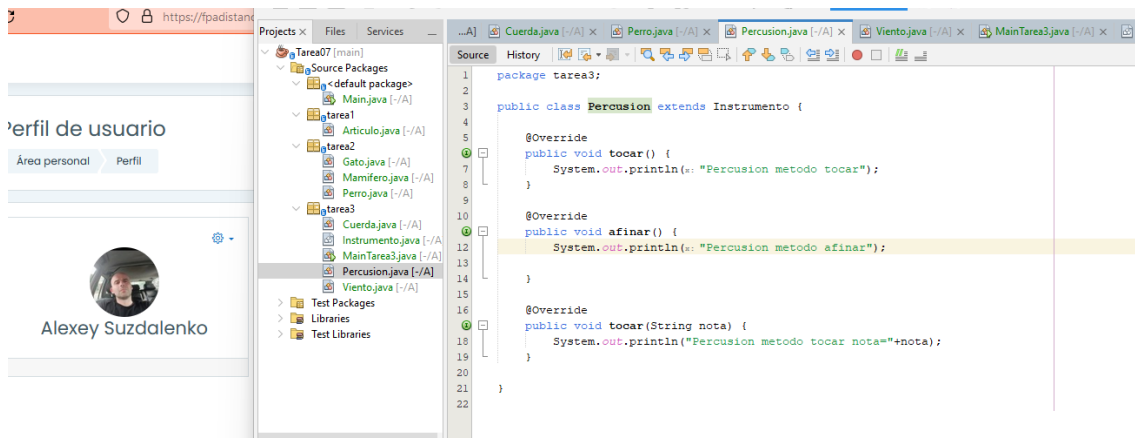 https://fpadistanc
Perfil de usuario
Área personal
Perfil
Alexey Suzdalenko
Projects
Files
Services
Tarea07 [main]
Source Packages
<default package>
Main.java [-/A]
tarea1
Articulo.java [-/A]
tarea2
Gato.java [-/A]
Mamifero.java [-/A]
Perro.java [-/A]
tarea3
Cuerda.java [-/A]
Instrumento.java [-/A
MainTarea3.java [-/A]
Percusion.java [-/A]
Viento.java [-/A]
Test Packages
Libraries
Test Libraries
...A] Cuerda.java [-/A] Perro.java [-/A] Percusion.java [-/A] Viento.java [-/A] MainTarea3.java [-/A]
Source History
1 package tarea3;
2
3 public class Percusion extends Instrumento {
4
5 @Override
public void tocar() {
7 System.out.println(x: "Percusion metodo tocar");
8 }
9
10 @Override
public void afinar() {
12 System.out.println(x: "Percusion metodo afinar");
13
14 }
15
16 @Override
public void tocar(String nota) {
18 System.out.println("Percusion metodo tocar nota="+nota);
19 }
20
21 }
22